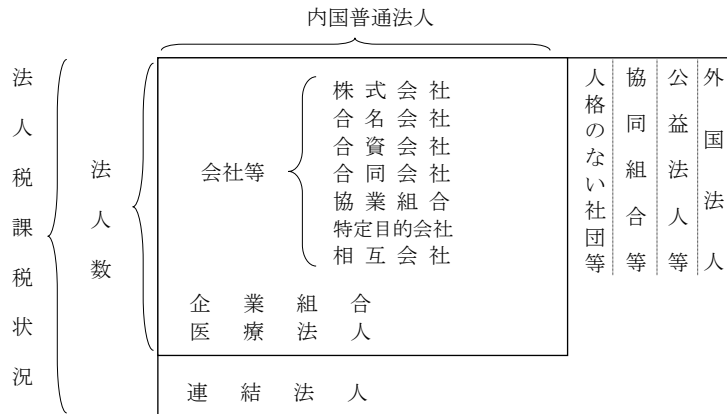 内国普通法人
法人税課税状況
法人数
会社等
株式会社
合名会社
合資会社
合同会社
協業組合
特定目的会社
相互会社
企業組合
医療法人
連結法人
人格のない社団等
協同組合等
公益法人等
外国法人